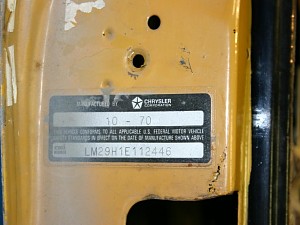 MANUFACTURED BY CHRYSLER CORPORATION
10 - 70
THIS VEHICLE CONFORMS TO ALL APPLICABLE U.S. FEDERAL MOTOR VEHICLE
SAFETY STANDARDS IN EFFECT ON THE DATE OF MANUFACTURE SHOWN ABOVE
LM29H1E112446